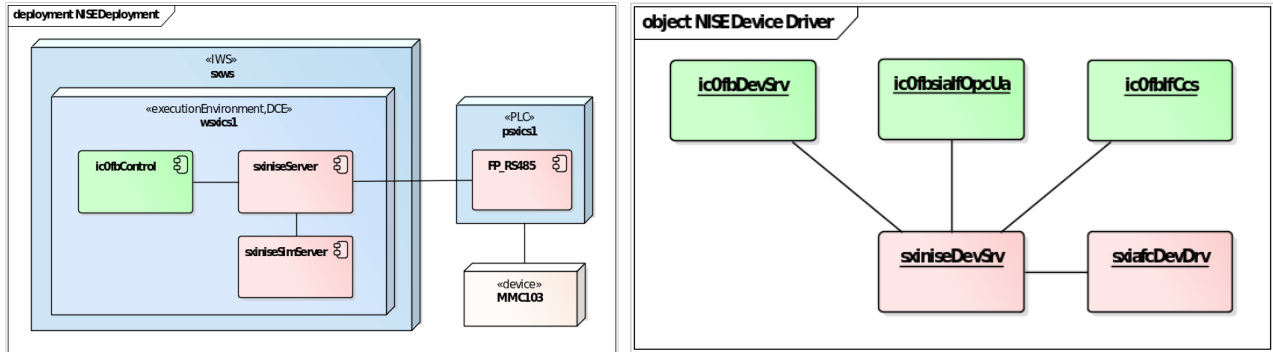 deployment NISEDeployment
«IWS»
sxws
«executionEnvironment,DCE»
wsxics1
ic0fbControl
sxiniseServer
sxiniseSimServer
«PLC»
psxics1
FP_RS485
«device»
MMC103
object NISE Device Driver
ic0fbDevSrv
ic0fbsiaIfOpcUa
ic0fbIfCcs
sxiniseDevSrv
sxiafcDevDrv